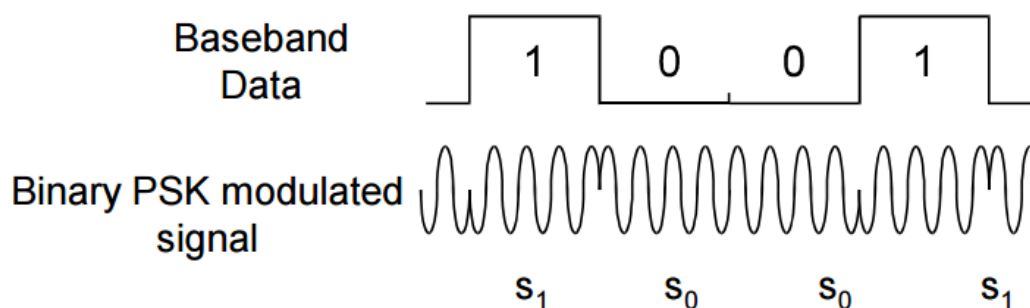 Baseband
Data
1 0 0 1
Binary PSK modulated
signal
s₁ s₀ s₀ s₁